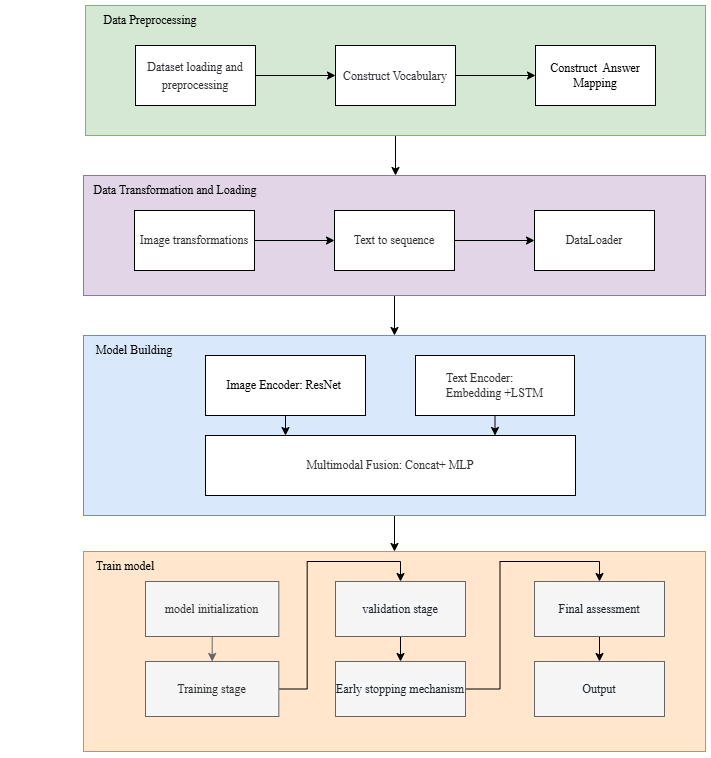 Data Preprocessing
Dataset loading and
preprocessing
Construct Vocabulary
Construct Answer
Mapping
Data Transformation and Loading
Image transformations
Text to sequence
DataLoader
Model Building
Image Encoder: ResNet
Text Encoder:
Embedding +LSTM
Multimodal Fusion: Concat+ MLP
Train model
model initialization
Training stage
validation stage
Early stopping mechanism
Final assessment
Output